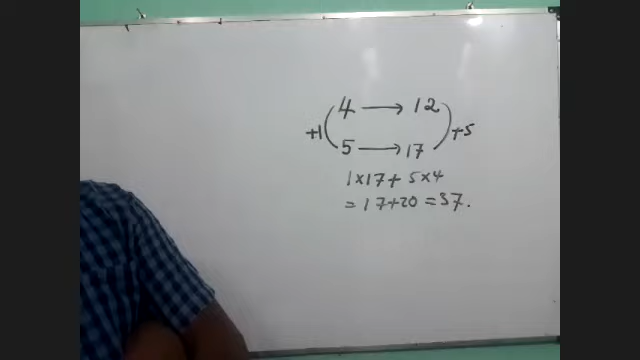 4 → 12
+1 +5
5 → 17
1×17 + 5×4
= 17+20 = 37.